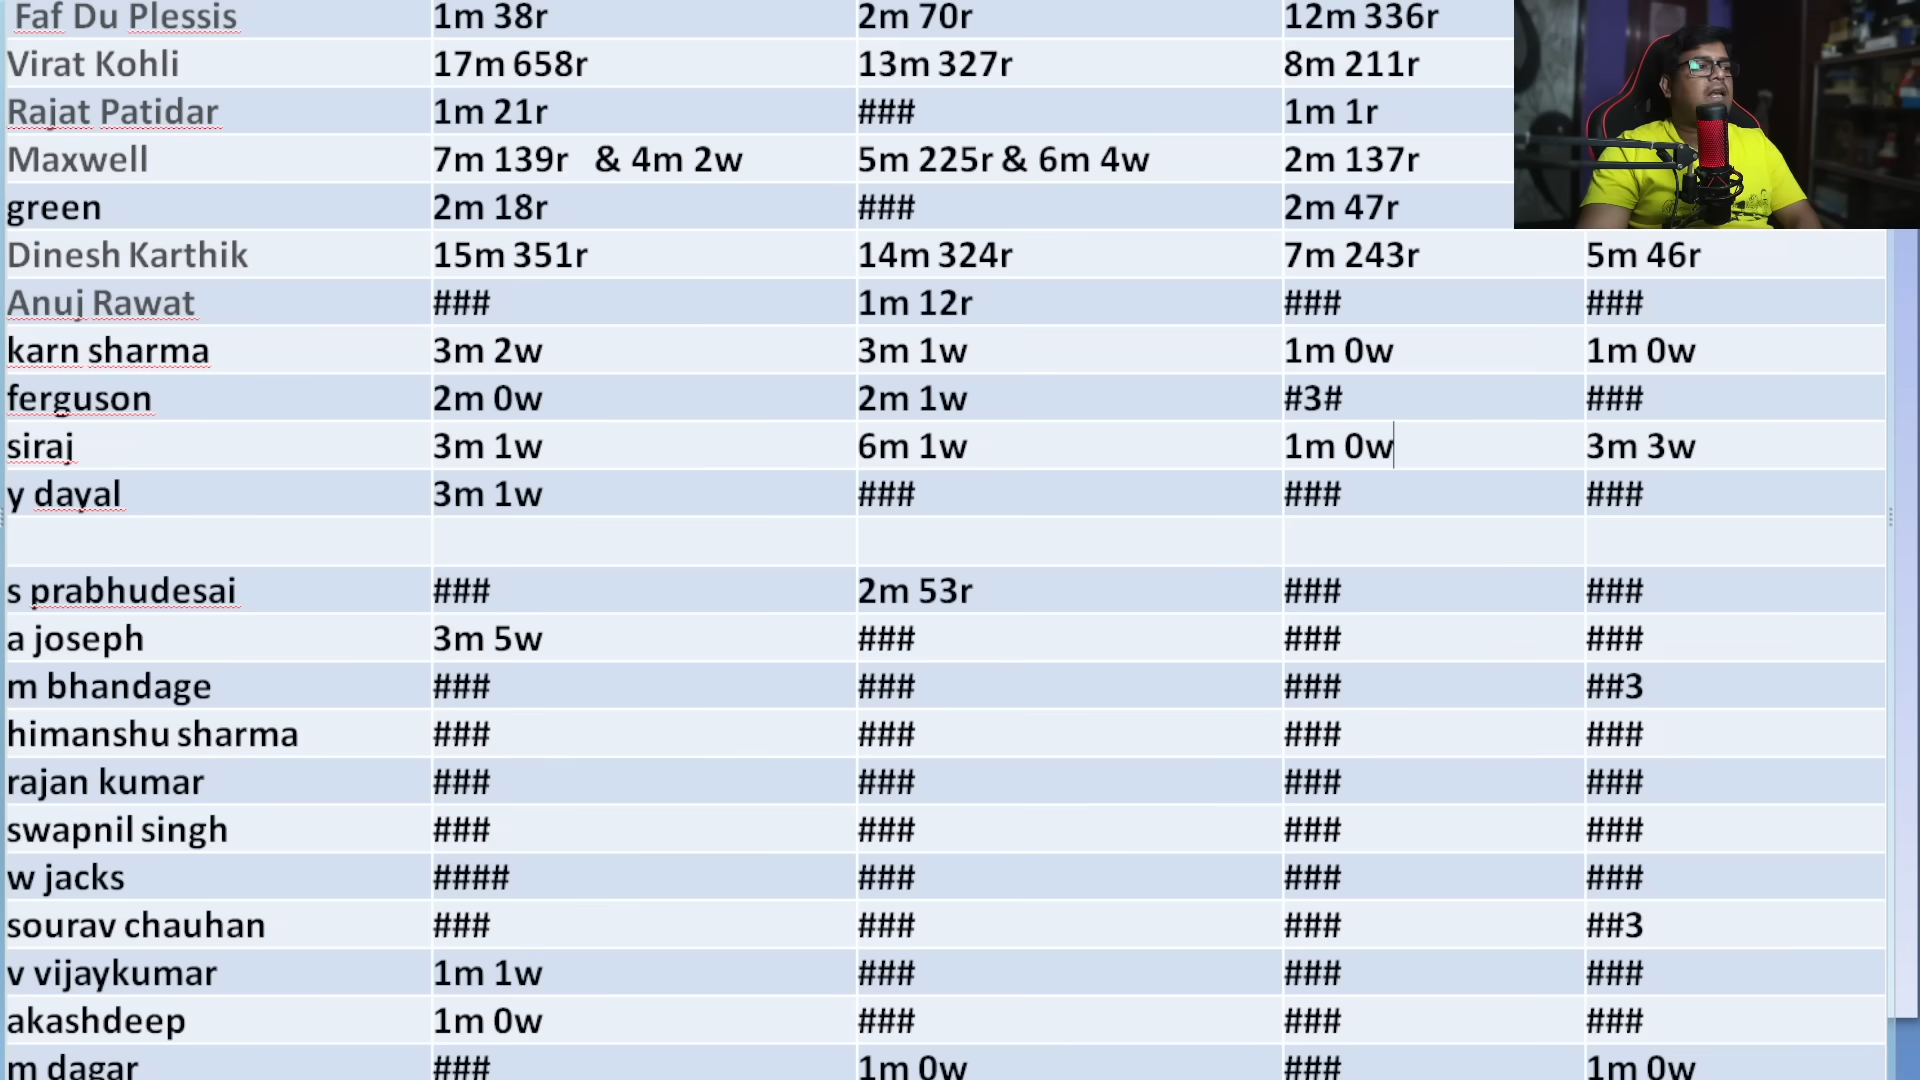 Faf Du Plessis 1m 38r 2m 70r 12m 336r
Virat Kohli 17m 658r 13m 327r 8m 211r
Rajat Patidar 1m 21r ### 1m 1r
Maxwell 7m 139r & 4m 2w 5m 225r & 6m 4w 2m 137r
green 2m 18r ### 2m 47r
Dinesh Karthik 15m 351r 14m 324r 7m 243r 5m 46r
Anuj Rawat ### 1m 12r ### ###
karn sharma 3m 2w 3m 1w 1m 0w 1m 0w
ferguson 2m 0w 2m 1w #3# ###
siraj 3m 1w 6m 1w 1m 0w 3m 3w
y dayal 3m 1w ### ### ###
s prabhudesai ### 2m 53r ### ###
a joseph 3m 5w ### ### ###
m bhandage ### ### ### ##3
himanshu sharma ### ### ### ###
rajan kumar ### ### ### ###
swapnil singh ### ### ### ###
w jacks #### ### ### ###
sourav chauhan ### ### ### ##3
v vijaykumar 1m 1w ### ### ###
akashdeep 1m 0w ### ### ###
m dagar ### 1m 0w ### 1m 0w